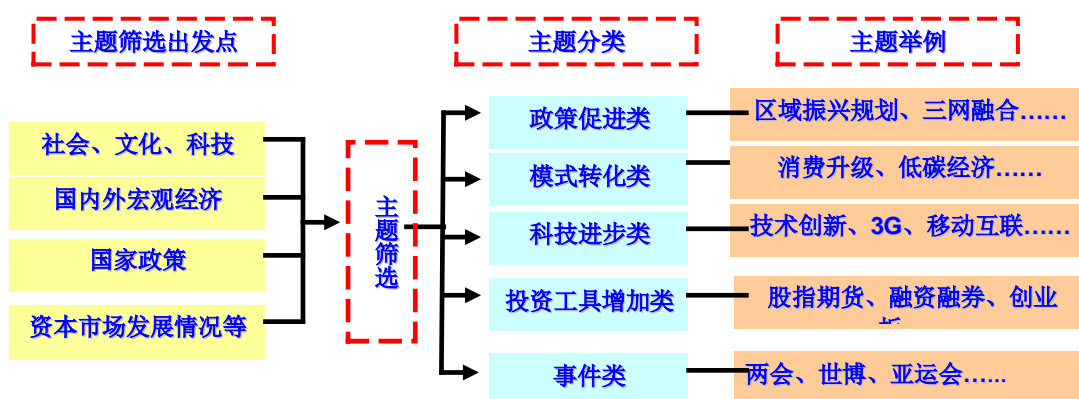 主题筛选出发点
主题分类
主题举例
社会、文化、科技
国内外宏观经济
国家政策
资本市场发展情况等
主题筛选
政策促进类
模式转化类
科技进步类
投资工具增加类
事件类
区域振兴规划、三网融合……
消费升级、低碳经济……
技术创新、3G、移动互联……
股指期货、融资融券、创业
两会、世博、亚运会……